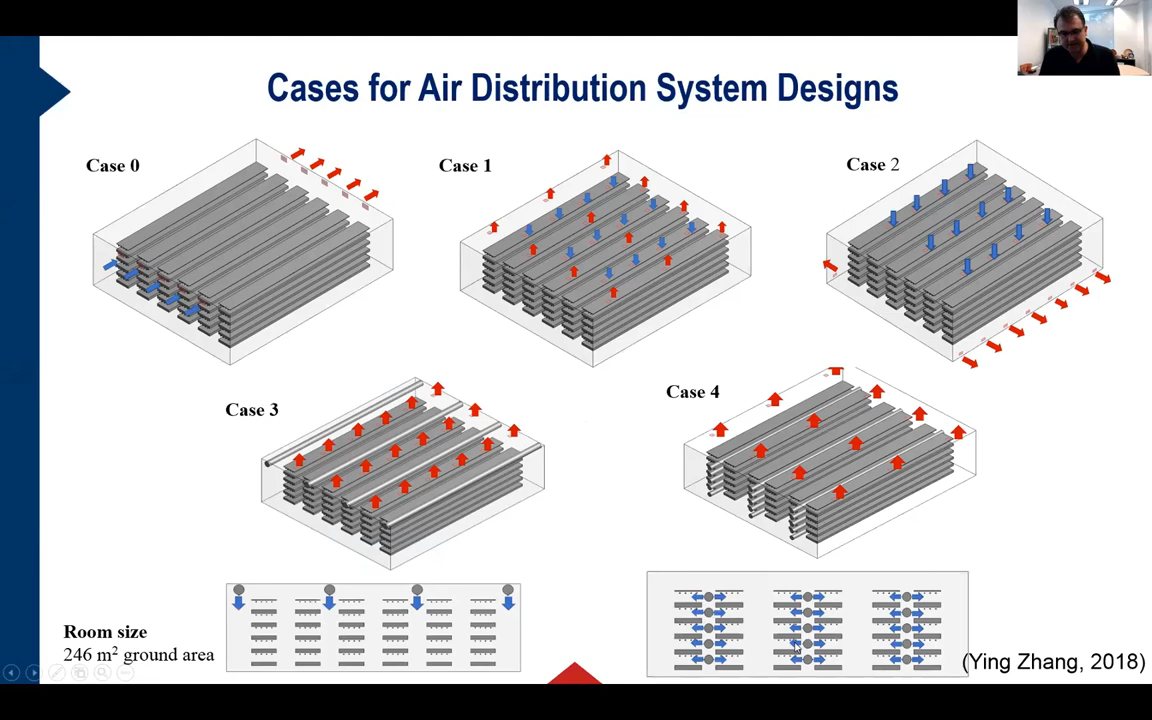 Cases for Air Distribution System Designs
Case 0
Case 1
Case 2
Case 3
Case 4
Room size
246 m² ground area
(Ying Zhang, 2018)